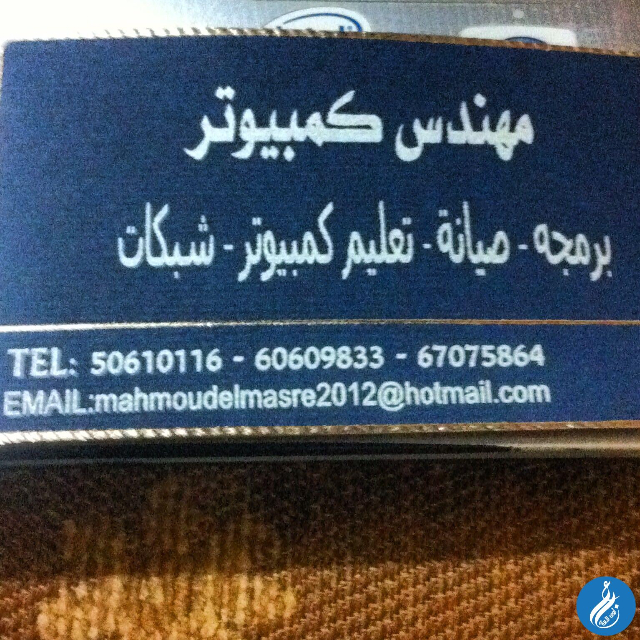 مهندس كمبيوتر
برمجه - صيانة - تعليم كمبيوتر - شبكات
TEL: 50610116 - 60609833 - 67075864
EMAIL:mahmoudelmasre2012@hotmail.com